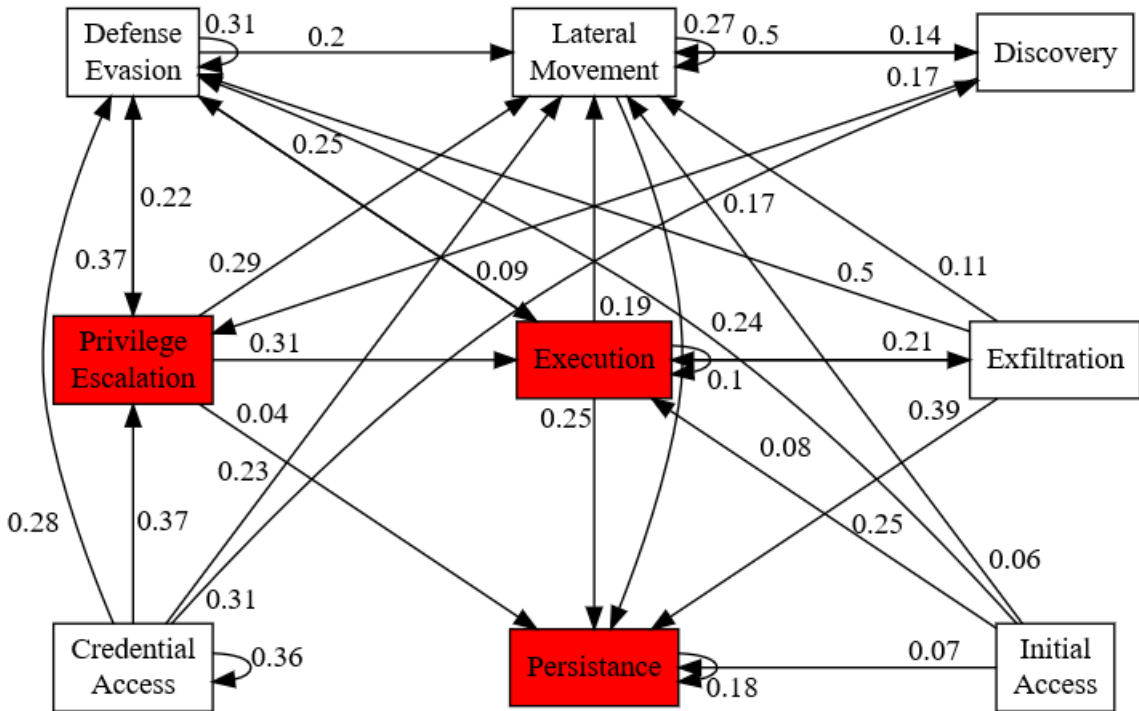 Defense
Evasion
0.31
0.2
Lateral
Movement
0.27
0.5
0.14
Discovery
0.17
0.25
0.22
0.17
0.37
0.29
0.09
0.5
0.11
Privilege
Escalation
0.31
0.19
Execution
0.1
0.24
0.21
Exfiltration
0.04
0.25
0.39
0.23
0.08
0.28
0.37
0.25
0.06
0.31
Credential
Access
0.36
Persistance
0.18
0.07
Initial
Access